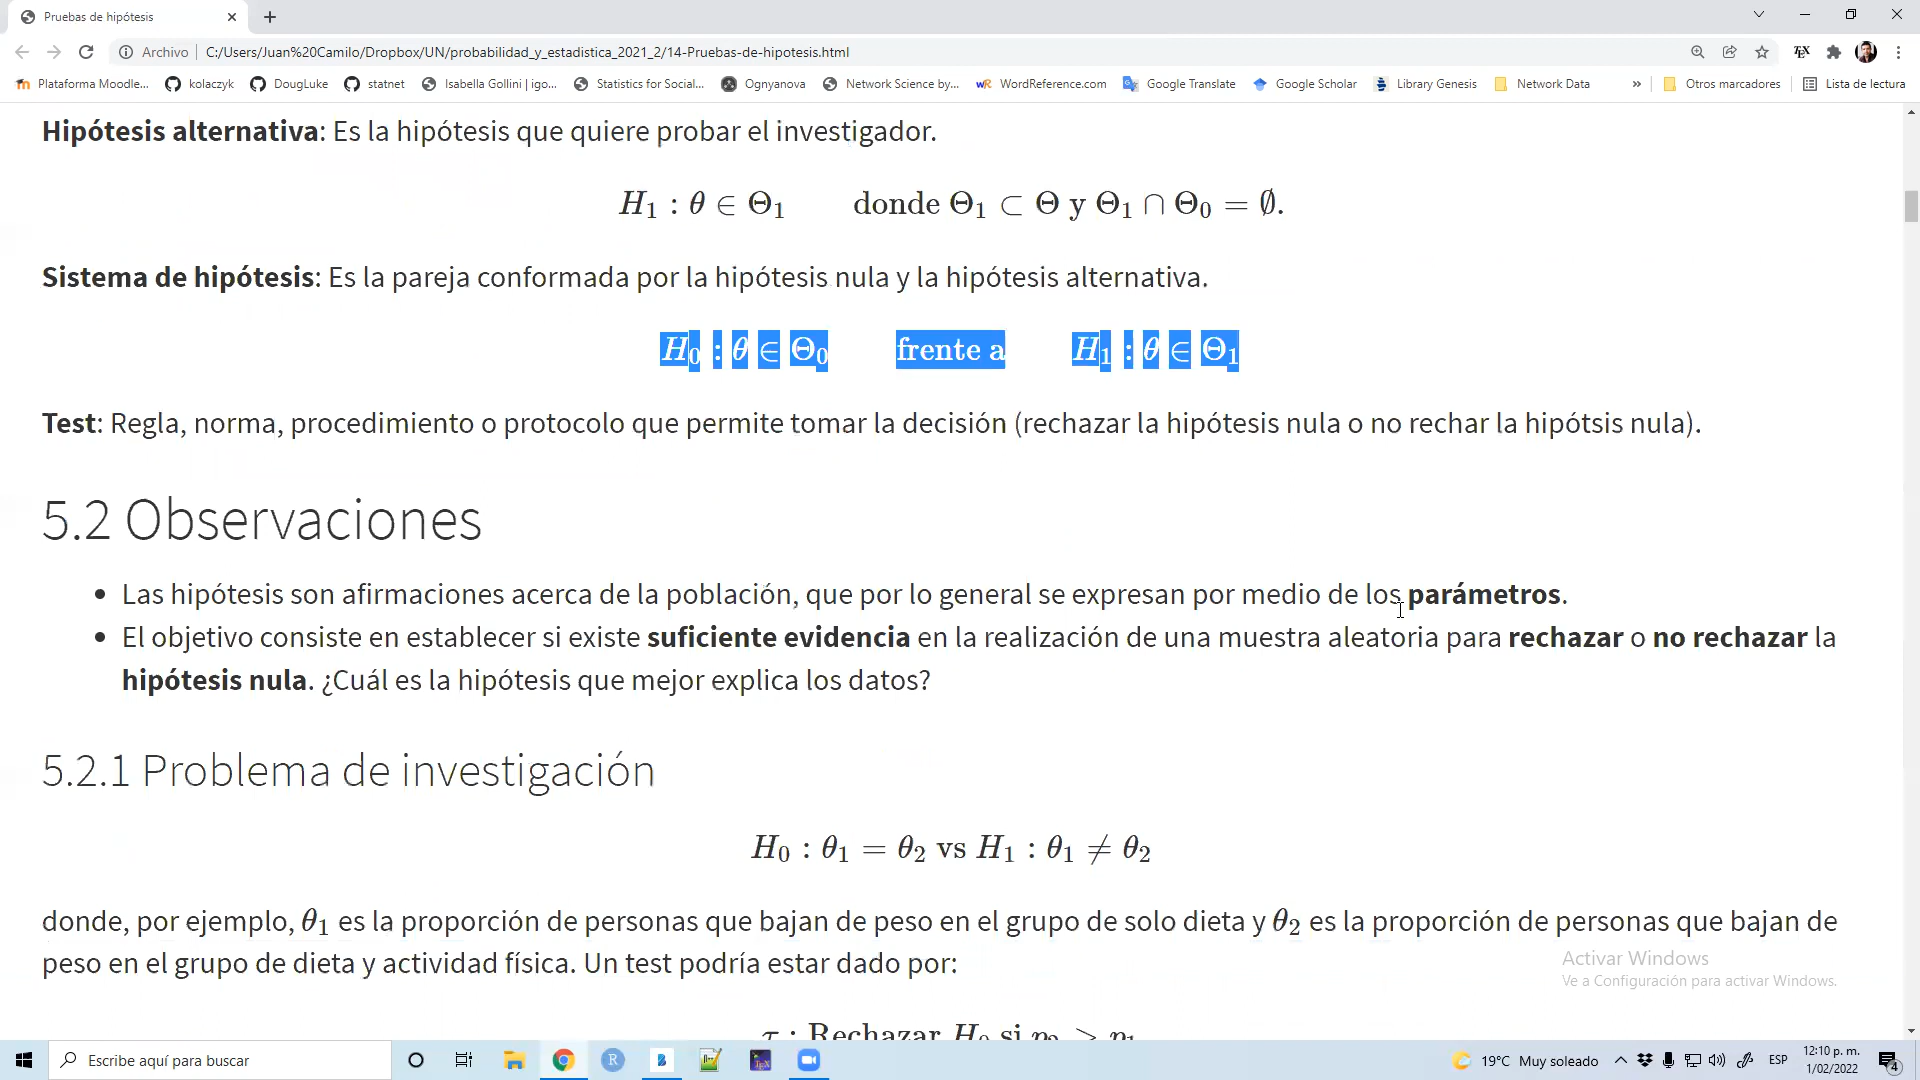 Pruebas de hipótesis
Archivo C:/Users/Juan%20Camilo/Dropbox/UN/probabilidad_y_estadistica_2021_2/14-Pruebas-de-hipotesis.html
Plataforma Moodle... kolaczyk DougLuke statnet Isabella Gollini | igo... Statistics for Social... Ognyanova Network Science by... WordReference.com Google Translate Google Scholar Library Genesis Network Data » Otros marcadores Lista de lectura
Hipótesis alternativa: Es la hipótesis que quiere probar el investigador.
H₁ : θ ∈ Θ₁ donde Θ₁ ⊂ Θ y Θ₁ ∩ Θ₀ = ∅.
Sistema de hipótesis: Es la pareja conformada por la hipótesis nula y la hipótesis alternativa.
H₀ : θ ∈ Θ₀ frente a H₁ : θ ∈ Θ₁
Test: Regla, norma, procedimiento o protocolo que permite tomar la decisión (rechazar la hipótesis nula o no rechar la hipótsis nula).
5.2 Observaciones
• Las hipótesis son afirmaciones acerca de la población, que por lo general se expresan por medio de los parámetros.
• El objetivo consiste en establecer si existe suficiente evidencia en la realización de una muestra aleatoria para rechazar o no rechazar la
hipótesis nula. ¿Cuál es la hipótesis que mejor explica los datos?
5.2.1 Problema de investigación
H₀ : θ₁ = θ₂ vs H₁ : θ₁ ≠ θ₂
donde, por ejemplo, θ₁ es la proporción de personas que bajan de peso en el grupo de solo dieta y θ₂ es la proporción de personas que bajan de
peso en el grupo de dieta y actividad física. Un test podría estar dado por:
Activar Windows
Ve a Configuración para activar Windows.
τ : Rechazar H₀ si p₂ > p₁
Escribe aquí para buscar
19°C Muy soleado ESP 12:10 p. m.
1/02/2022
4